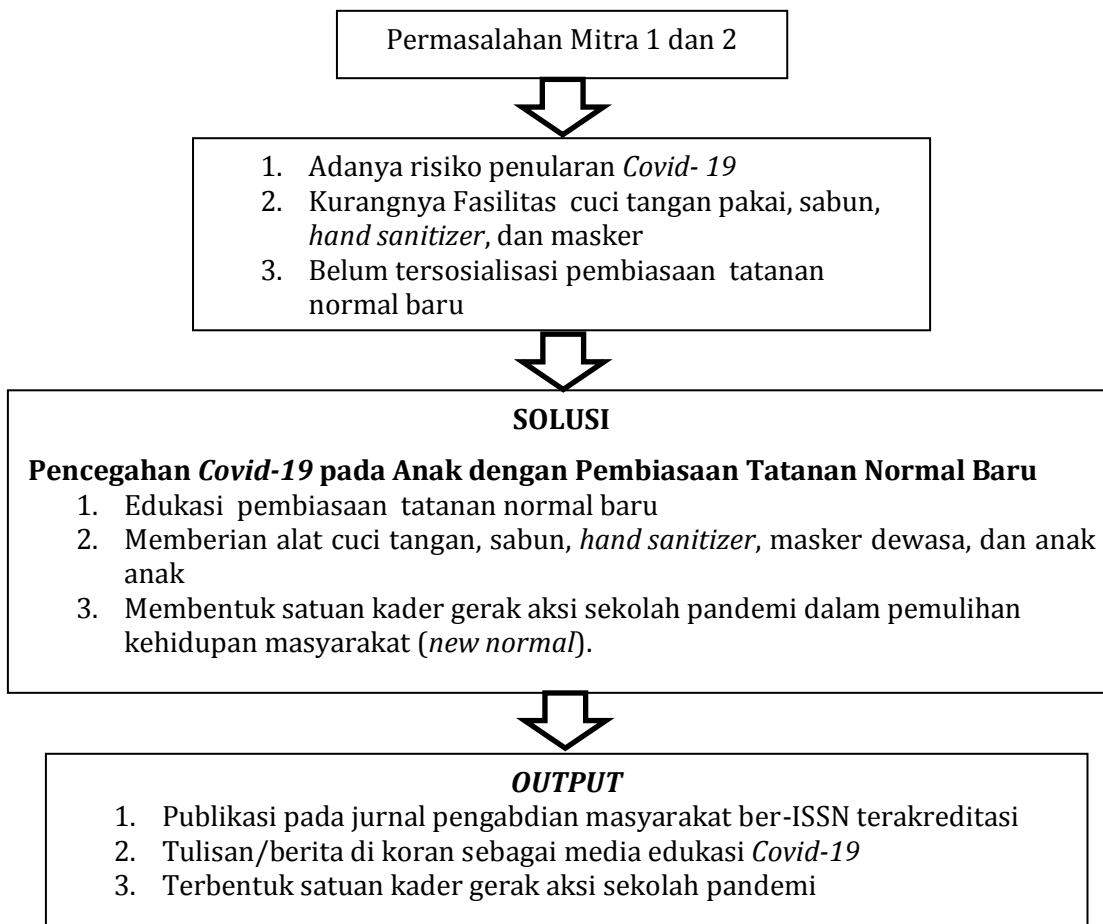 Permasalahan Mitra 1 dan 2
1. Adanya risiko penularan Covid- 19
2. Kurangnya Fasilitas cuci tangan pakai, sabun,
hand sanitizer, dan masker
3. Belum tersosialisasi pembiasaan tatanan
normal baru
SOLUSI
Pencegahan Covid-19 pada Anak dengan Pembiasaan Tatanan Normal Baru
1. Edukasi pembiasaan tatanan normal baru
2. Memberian alat cuci tangan, sabun, hand sanitizer, masker dewasa, dan anak
anak
3. Membentuk satuan kader gerak aksi sekolah pandemi dalam pemulihan
kehidupan masyarakat (new normal).
OUTPUT
1. Publikasi pada jurnal pengabdian masyarakat ber-ISSN terakreditasi
2. Tulisan/berita di koran sebagai media edukasi Covid-19
3. Terbentuk satuan kader gerak aksi sekolah pandemi